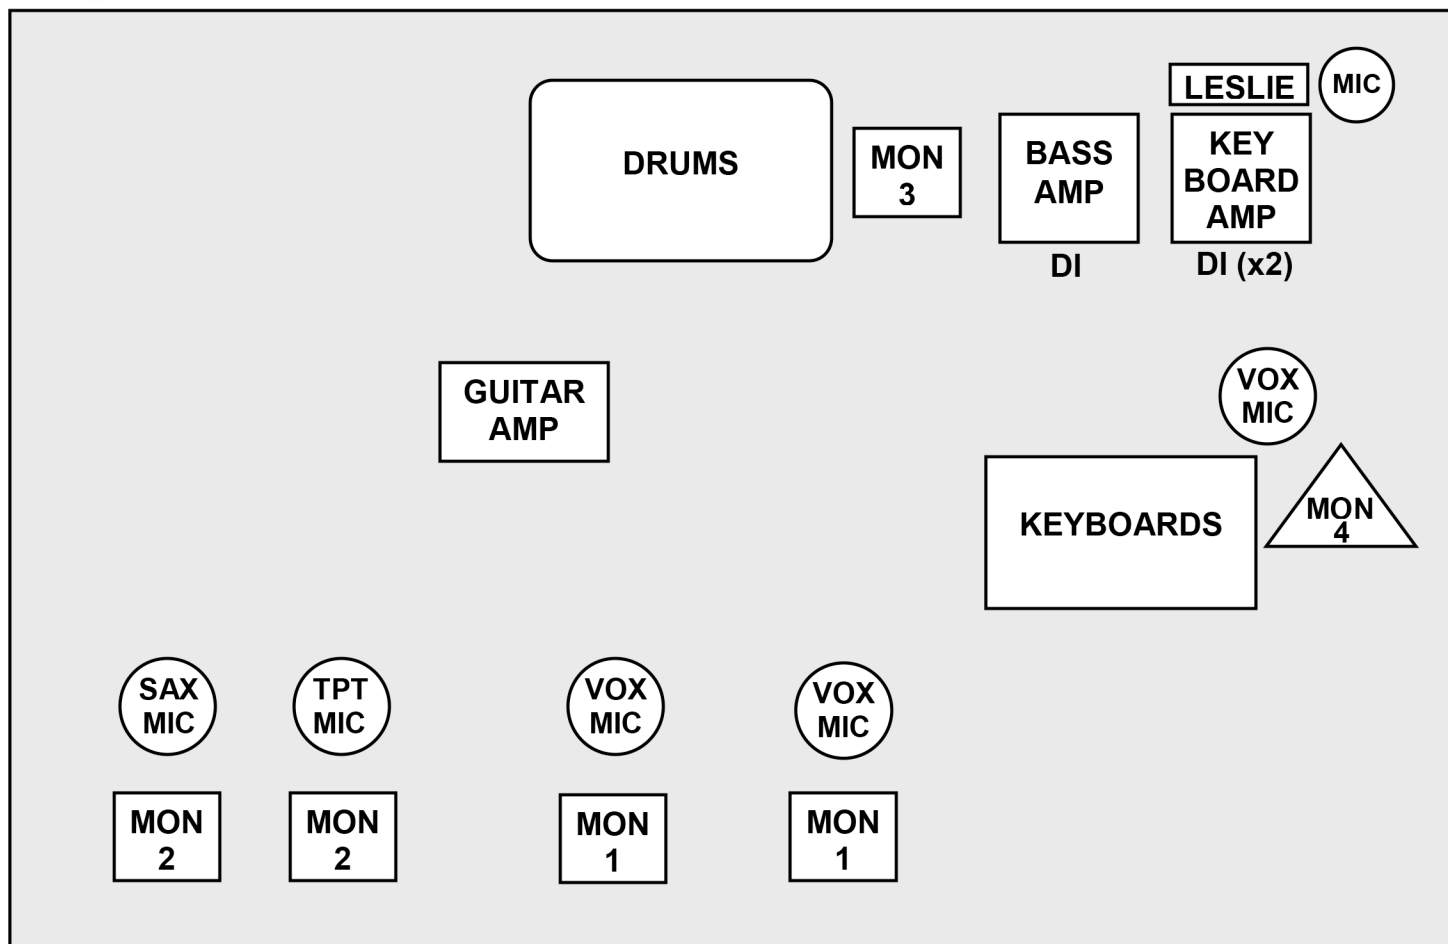 LESLIE
MIC
DRUMS
MON
3
BASS
AMP
DI
KEY
BOARD
AMP
DI (x2)
GUITAR
AMP
VOX
MIC
KEYBOARDS
MON
4
SAX
MIC
TPT
MIC
VOX
MIC
VOX
MIC
MON
2
MON
2
MON
1
MON
1